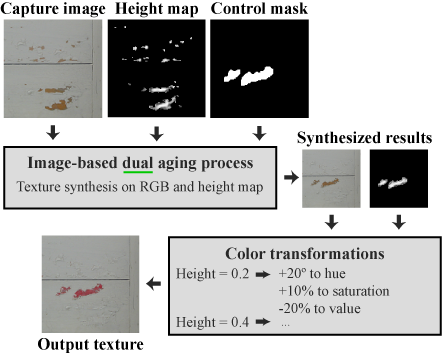 Capture image Height map Control mask
Image-based dual aging process
Texture synthesis on RGB and height map
Synthesized results
Color transformations
Height = 0.2 +20º to hue
+10% to saturation
-20% to value
Height = 0.4 ...
Output texture